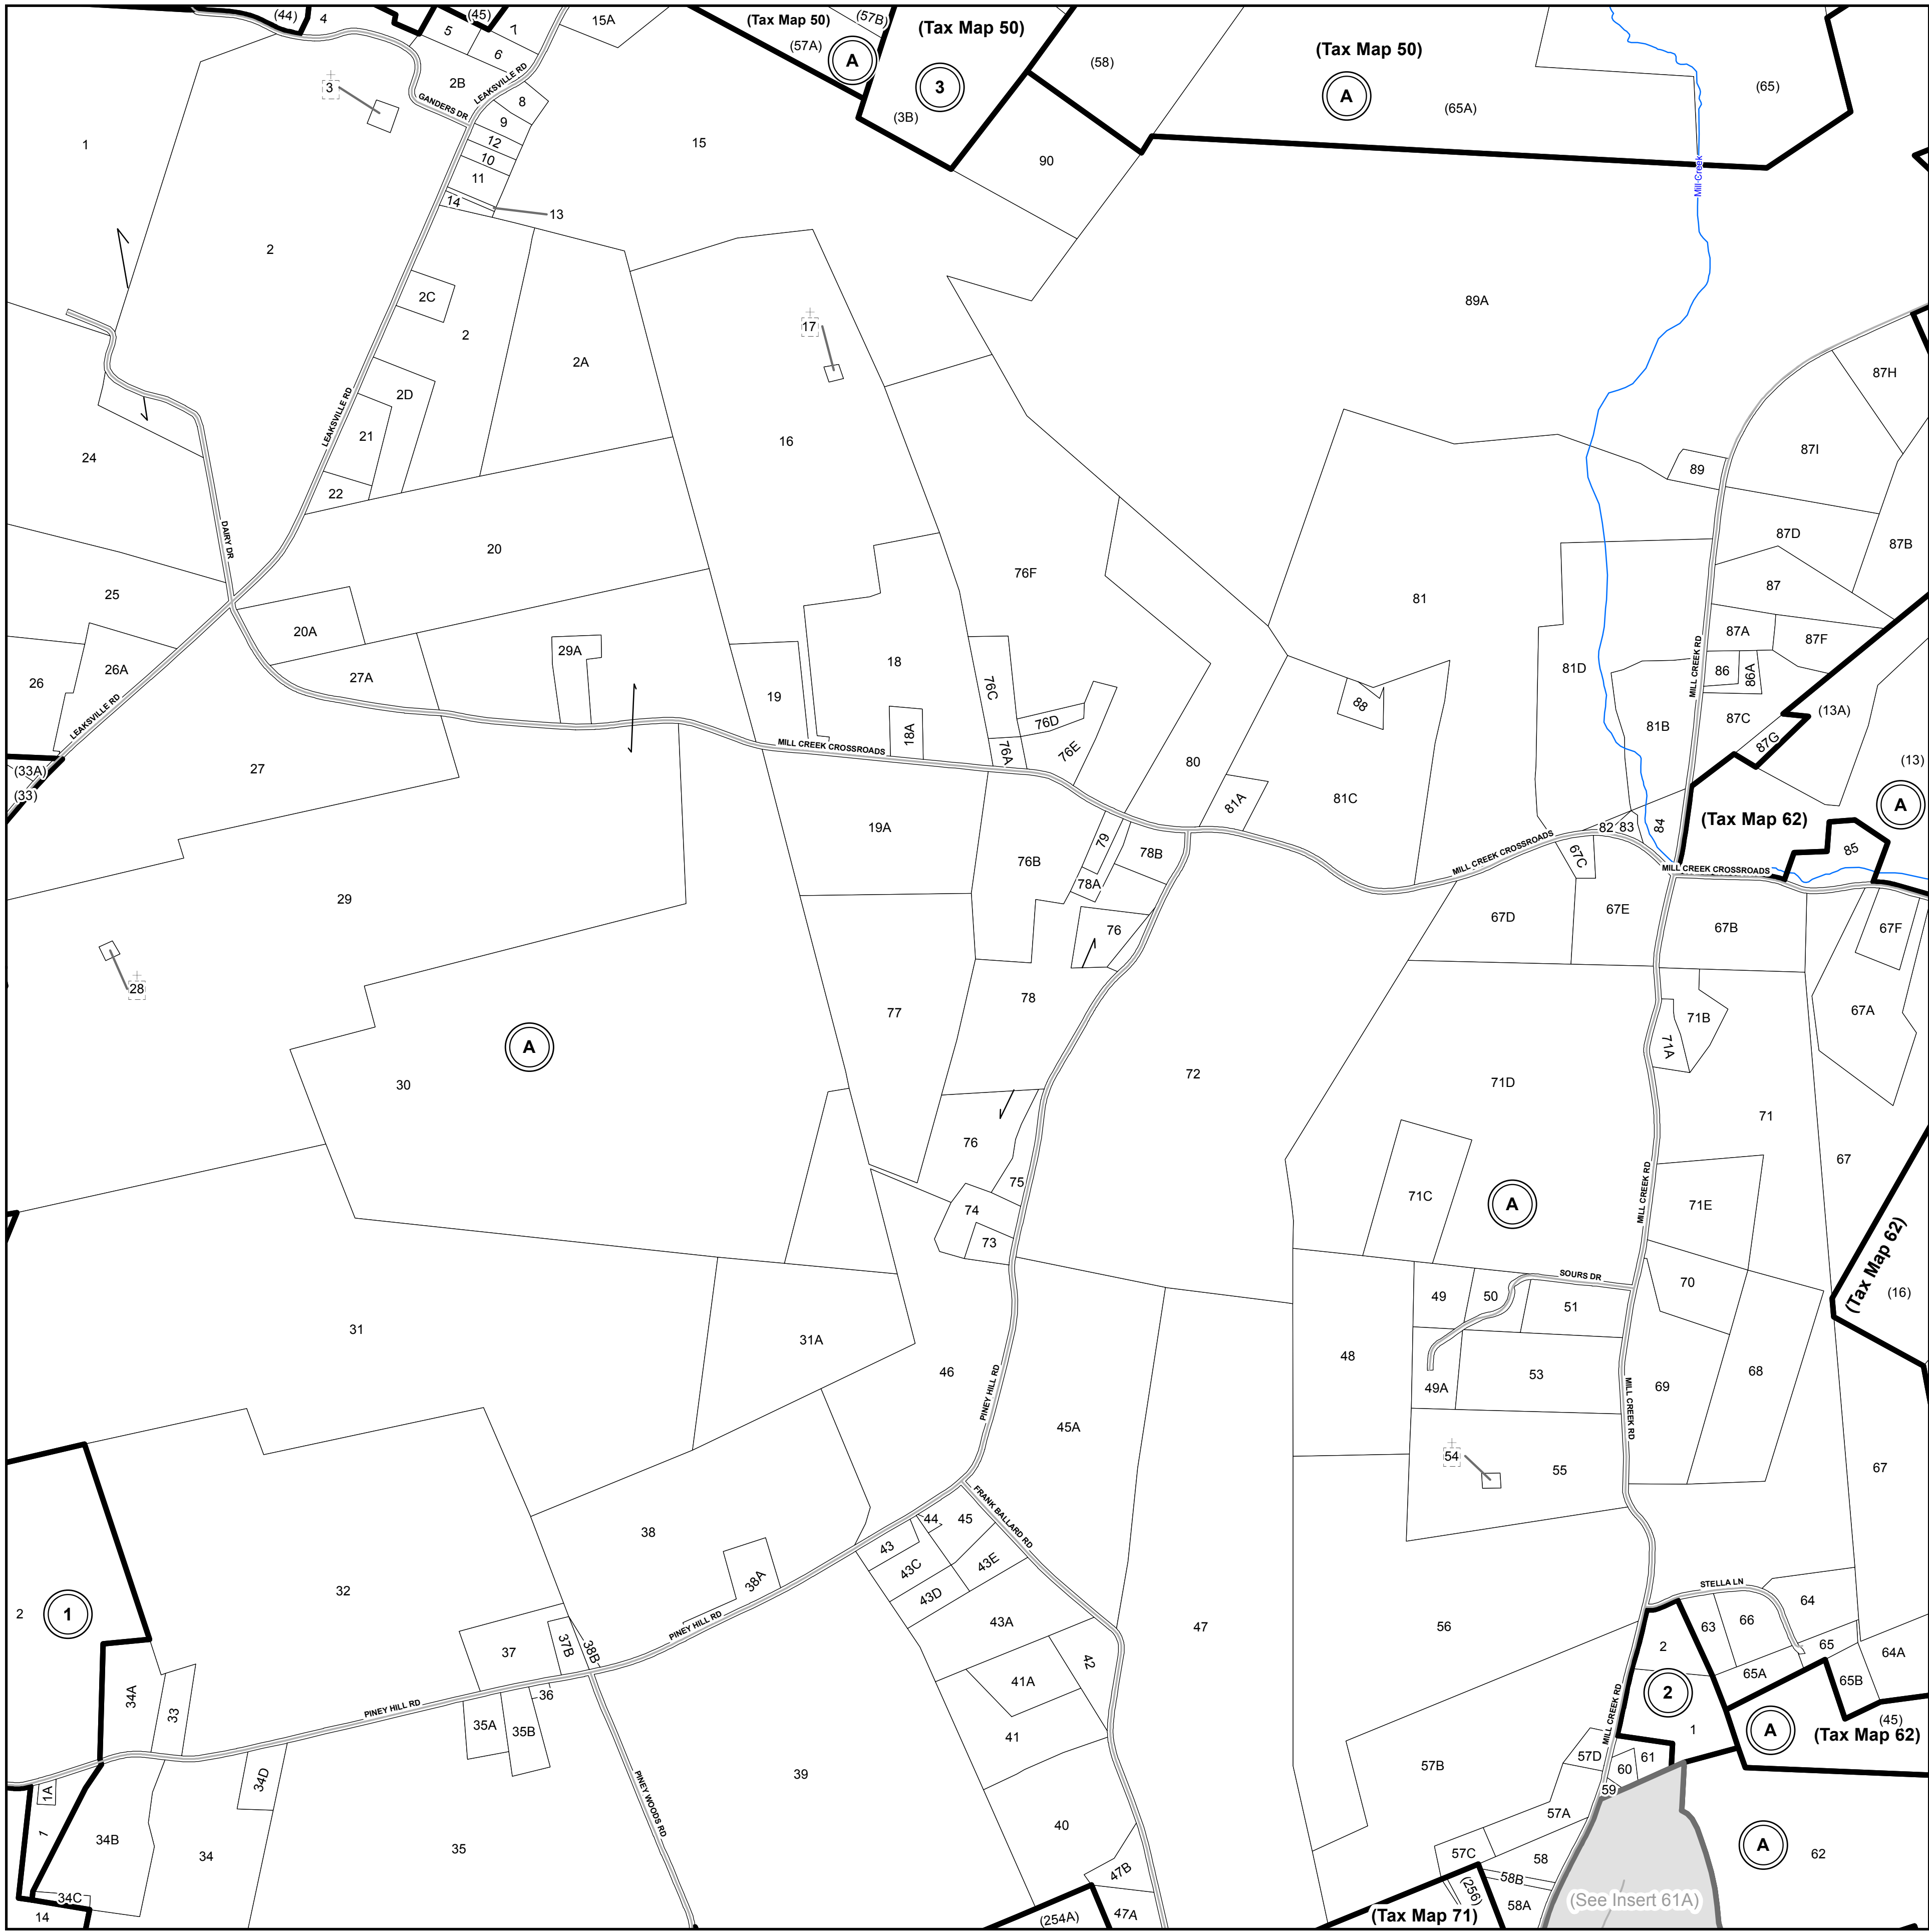 (44)
4
(45)
5
7
6
15A
(Tax Map 50)
(57B)
(57A)
A
(Tax Map 50)
3
(3B)
(58)
(Tax Map 50)
A
(65A)
(65)
3
2B
GANDERS DR
LEAKSVILLE RD
8
9
12
10
11
14
13
1
15
90
Mill Creek
2
2C
2
2A
17
89A
LEAKSVILLE RD
2D
21
22
24
16
87H
87I
89
DAIRY DR
20
76F
87D
87B
25
81
87
20A
87A
87F
26A
26
27A
29A
19
18
76C
81D
MILL CREEK RD
86
86A
LEAKSVILLE RD
18A
76D
76A
76E
88
81B
87C
87G
(13A)
(33A)
(33)
27
MILL CREEK CROSSROADS
80
81A
81C
(13)
A
19A
76B
79
78B
78A
MILL CREEK CROSSROADS
82
83
84
(Tax Map 62)
67C
MILL CREEK CROSSROADS
85
29
76
67D
67E
67B
67F
28
77
78
67A
A
71B
71A
30
72
71D
71
76
67
75
71C
A
MILL CREEK RD
71E
74
73
(Tax Map 62)
(16)
SOURS DR
70
49
50
51
31
31A
46
48
49A
53
69
68
PINEY HILL RD
MILL CREEK RD
45A
54
55
67
FRANK BALLARD RD
38
44
45
43
43C
43E
43D
38A
32
2
1
STELLA LN
64
PINEY HILL RD
43A
47
56
63
66
37
37B
38B
42
2
65
64A
34A
33
41A
65A
65B
36
2
PINEY HILL RD
35A
35B
41
MILL CREEK RD
1
A
(45)
(Tax Map 62)
57D
61
60
59
57B
34D
1A
39
PINEY WOODS RD
57A
40
1
34B
34
35
57C
58
A
62
47B
58B
34C
14
(254A)
47A
(256)
58A
(Tax Map 71)
(See Insert 61A)